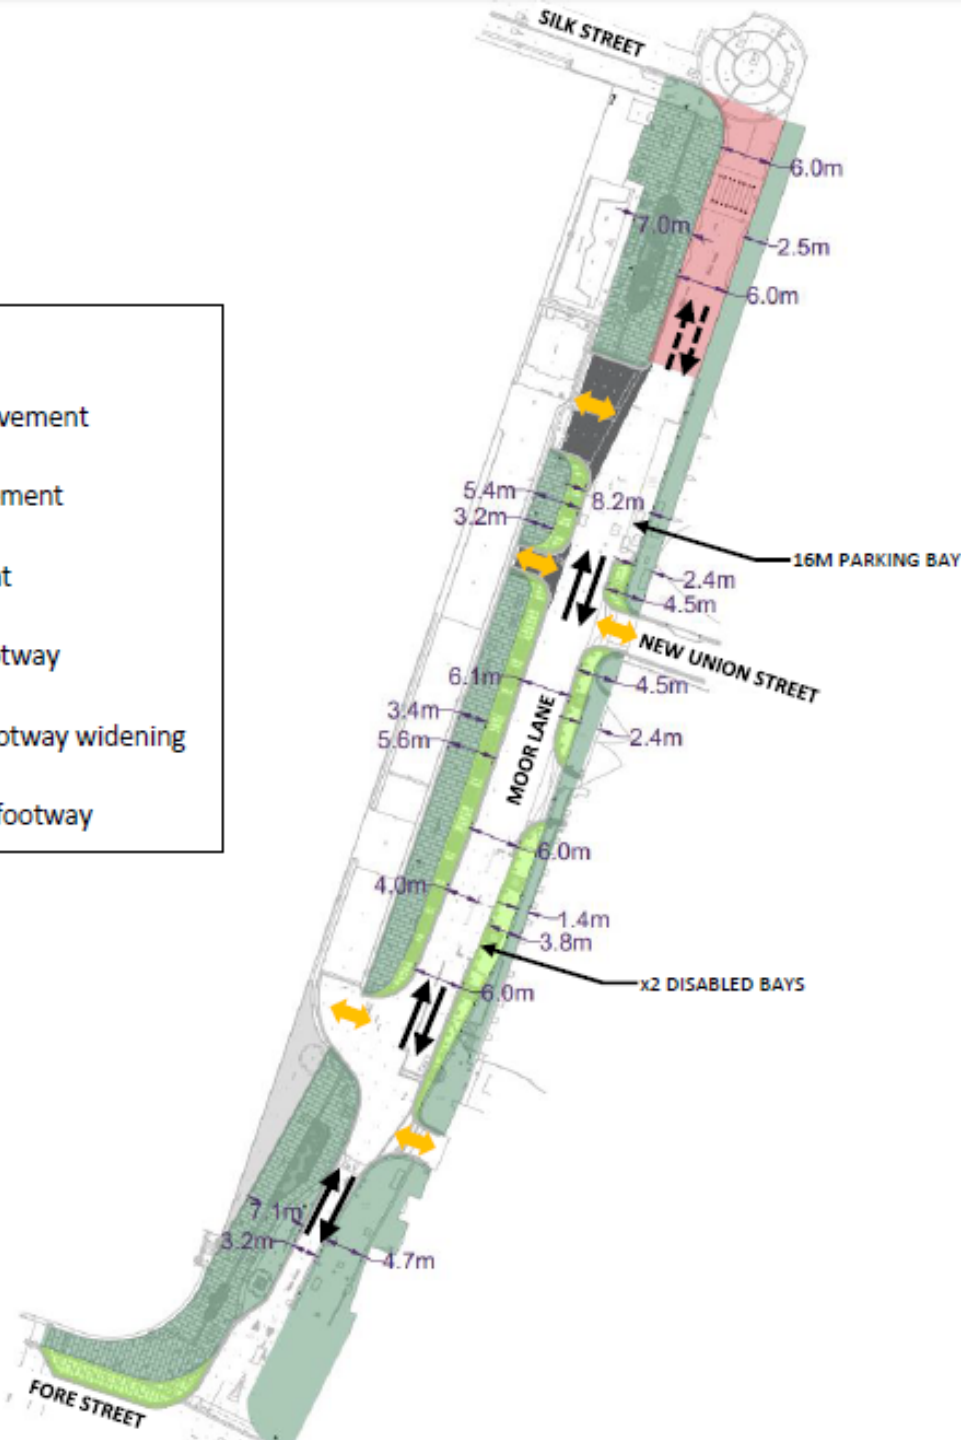 SILK STREET
6.0m
7.0m
2.5m
6.0m
vement
ment
t
tway
otway widening
footway
5.4m
8.2m
3.2m
16M PARKING BAY
2.4m
4.5m
NEW UNION STREET
6.1m
4.5m
3.4m
5.6m
2.4m
MOOR LANE
6.0m
4.0m
1.4m
3.8m
x2 DISABLED BAYS
6.0m
7.1m
3.2m
4.7m
FORE STREET